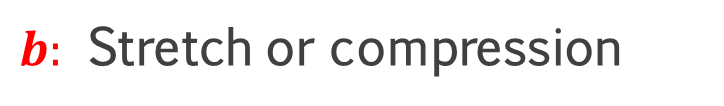 b: Stretch or compression